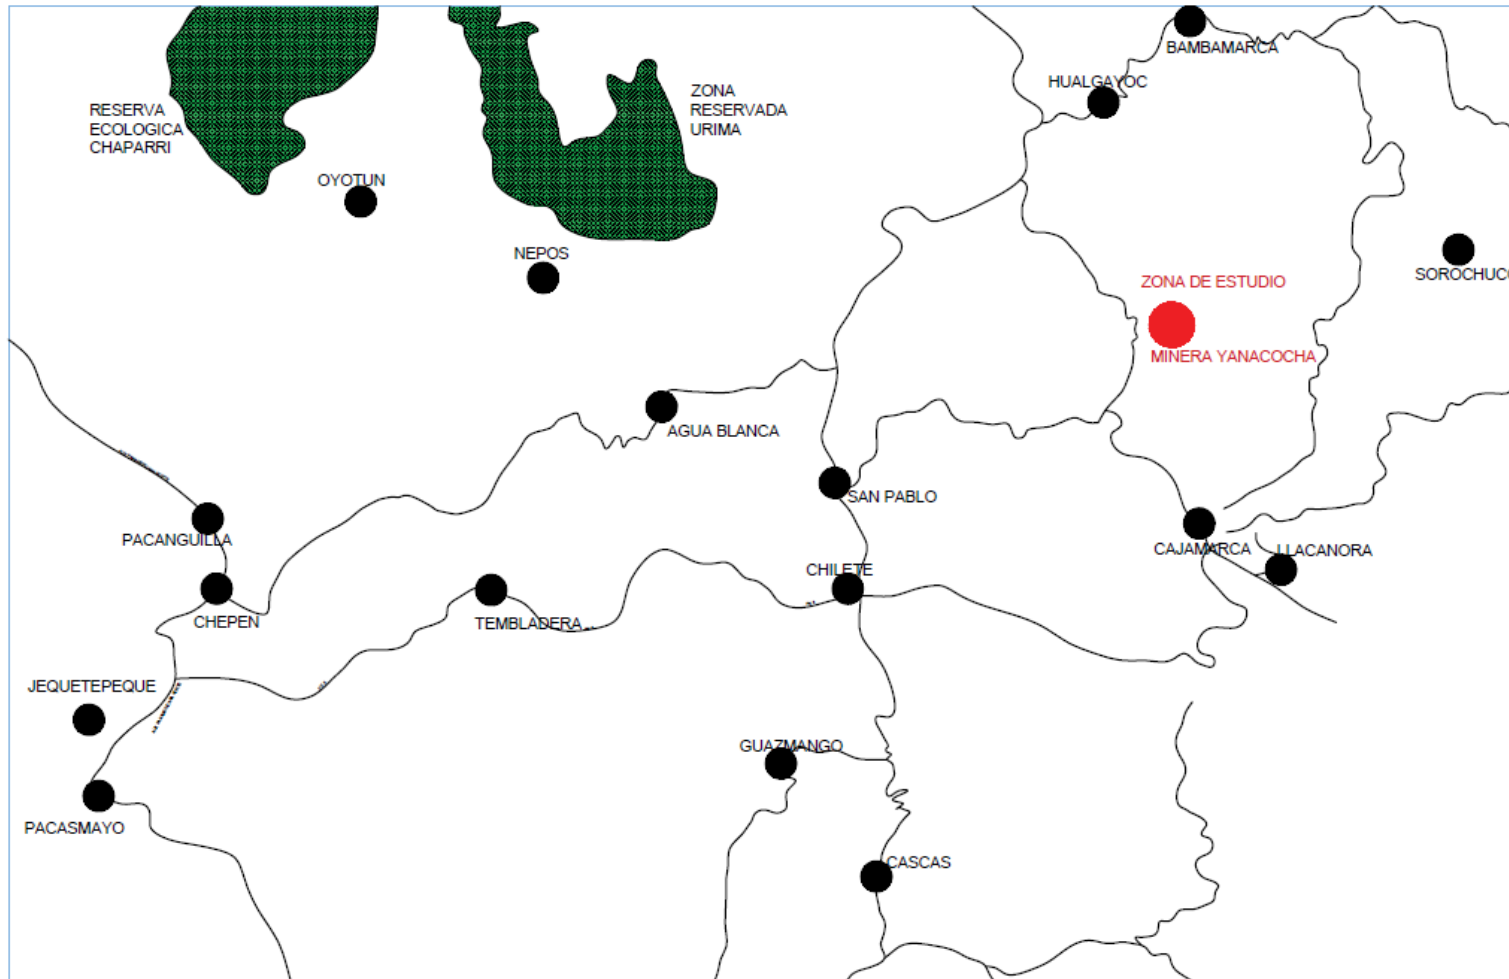 BAMBAMARCA
HUALGAYOC
RESERVA
ECOLOGICA
CHAPARRI
ZONA
RESERVADA
URIMA
OYOTUN
NEPOS
SOROCHUC
ZONA DE ESTUDIO
MINERA YANACOCHA
AGUA BLANCA
SAN PABLO
PACANGUILLA
CAJAMARCA
LLACANORA
CHILETE
CHEPEN
TEMBLADERA
JEQUETEPEQUE
GUAZMANGO
PACASMAYO
CASCAS